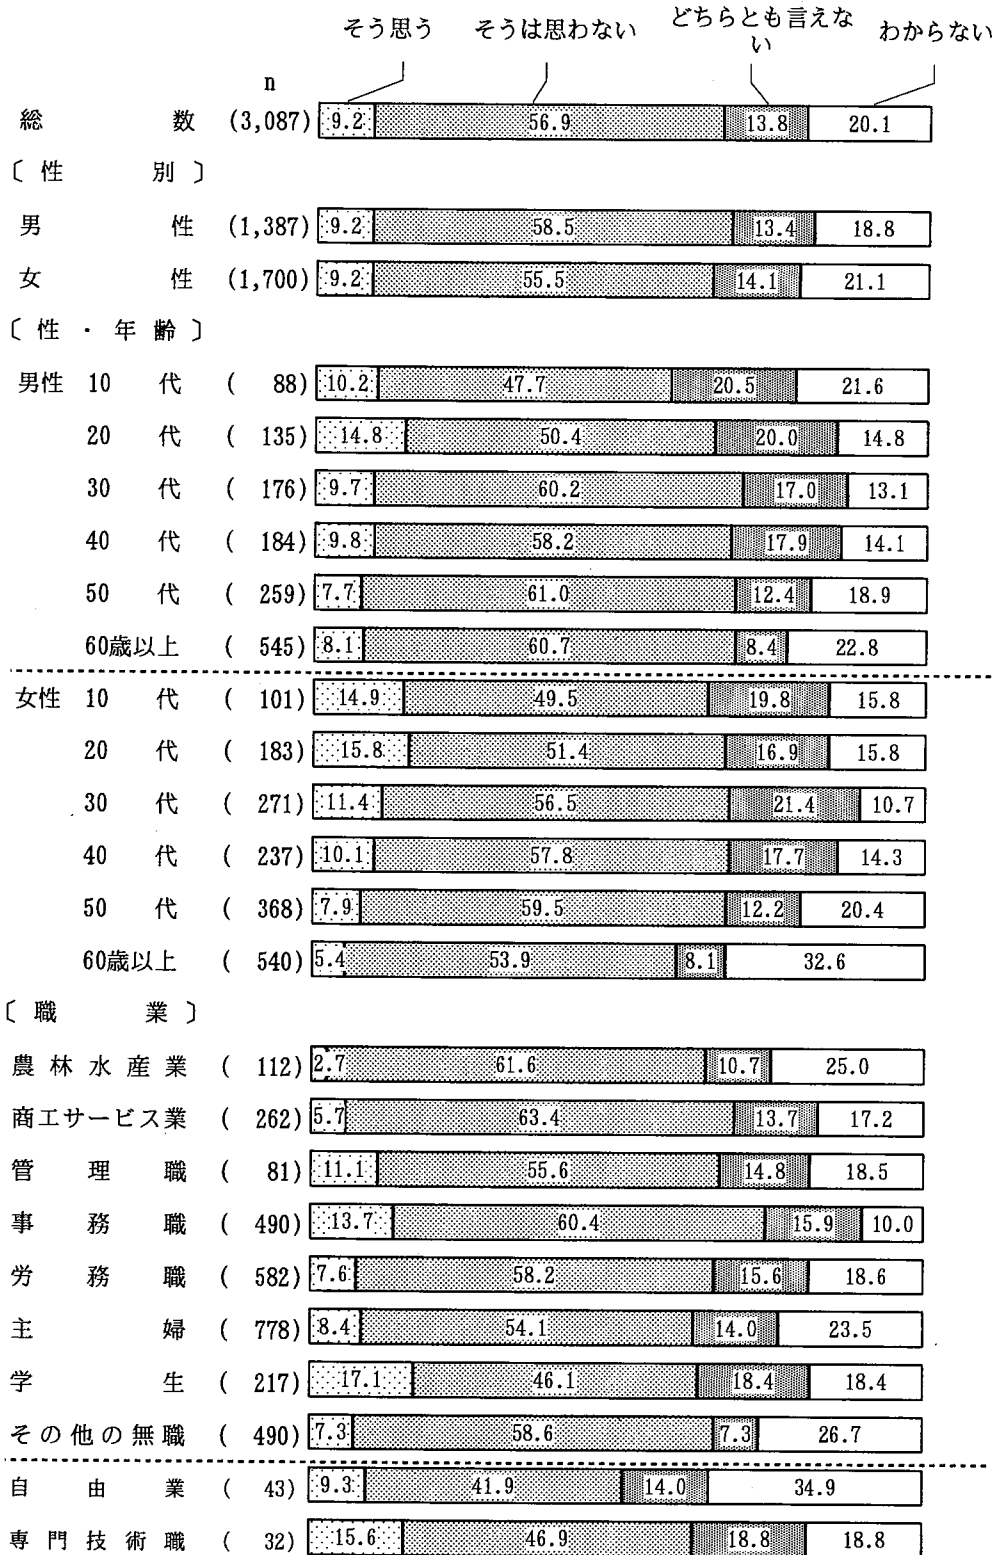 そう思う そうは思わない どちらとも言えない わからない
n
総数 (3,087) 9.2 56.9 13.8 20.1
〔性別〕
男性 (1,387) 9.2 58.5 13.4 18.8
女性 (1,700) 9.2 55.5 14.1 21.1
〔性・年齢〕
男性 10代 ( 88) 10.2 47.7 20.5 21.6
20代 ( 135) 14.8 50.4 20.0 14.8
30代 ( 176) 9.7 60.2 17.0 13.1
40代 ( 184) 9.8 58.2 17.9 14.1
50代 ( 259) 7.7 61.0 12.4 18.9
60歳以上 ( 545) 8.1 60.7 8.4 22.8
女性 10代 ( 101) 14.9 49.5 19.8 15.8
20代 ( 183) 15.8 51.4 16.9 15.8
30代 ( 271) 11.4 56.5 21.4 10.7
40代 ( 237) 10.1 57.8 17.7 14.3
50代 ( 368) 7.9 59.5 12.2 20.4
60歳以上 ( 540) 5.4 53.9 8.1 32.6
〔職業〕
農林水産業 ( 112) 2.7 61.6 10.7 25.0
商工サービス業 ( 262) 5.7 63.4 13.7 17.2
管理職 ( 81) 11.1 55.6 14.8 18.5
事務職 ( 490) 13.7 60.4 15.9 10.0
労務職 ( 582) 7.6 58.2 15.6 18.6
主婦 ( 778) 8.4 54.1 14.0 23.5
学生 ( 217) 17.1 46.1 18.4 18.4
その他の無職 ( 490) 7.3 58.6 7.3 26.7
自由業 ( 43) 9.3 41.9 14.0 34.9
専門技術職 ( 32) 15.6 46.9 18.8 18.8